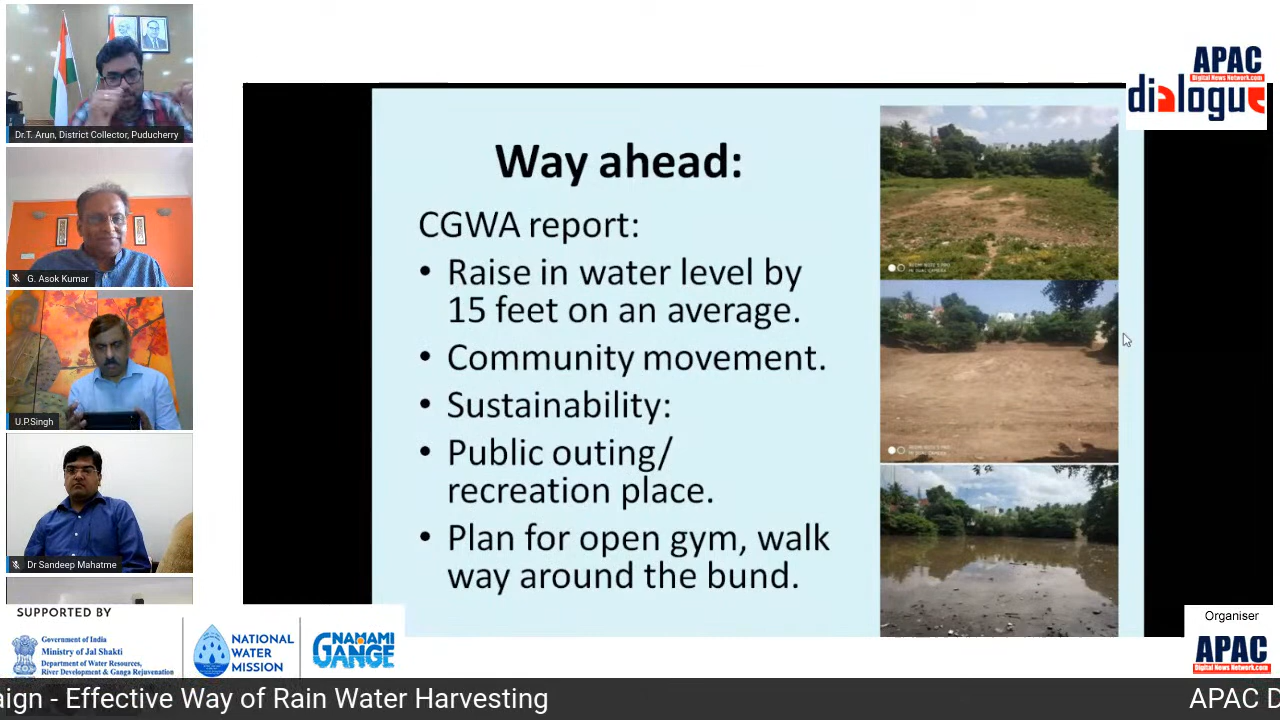 Dr.T. Arun, District Collector, Puducherry
G. Asok Kumar
U.P.Singh
Dr Sandeep Mahatme
APAC
Digital News Network.com
dialogue
Way ahead:
CGWA report:
• Raise in water level by
15 feet on an average.
• Community movement.
• Sustainability:
• Public outing/
recreation place.
• Plan for open gym, walk
way around the bund.
SUPPORTED BY
Government of India
Ministry of Jal Shakti
Department of Water Resources,
River Development & Ganga Rejuvenation
NATIONAL
WATER
MISSION
NAMAMI
GANGE
Organiser
APAC
Digital News Network.com
aign - Effective Way of Rain Water Harvesting
APAC D